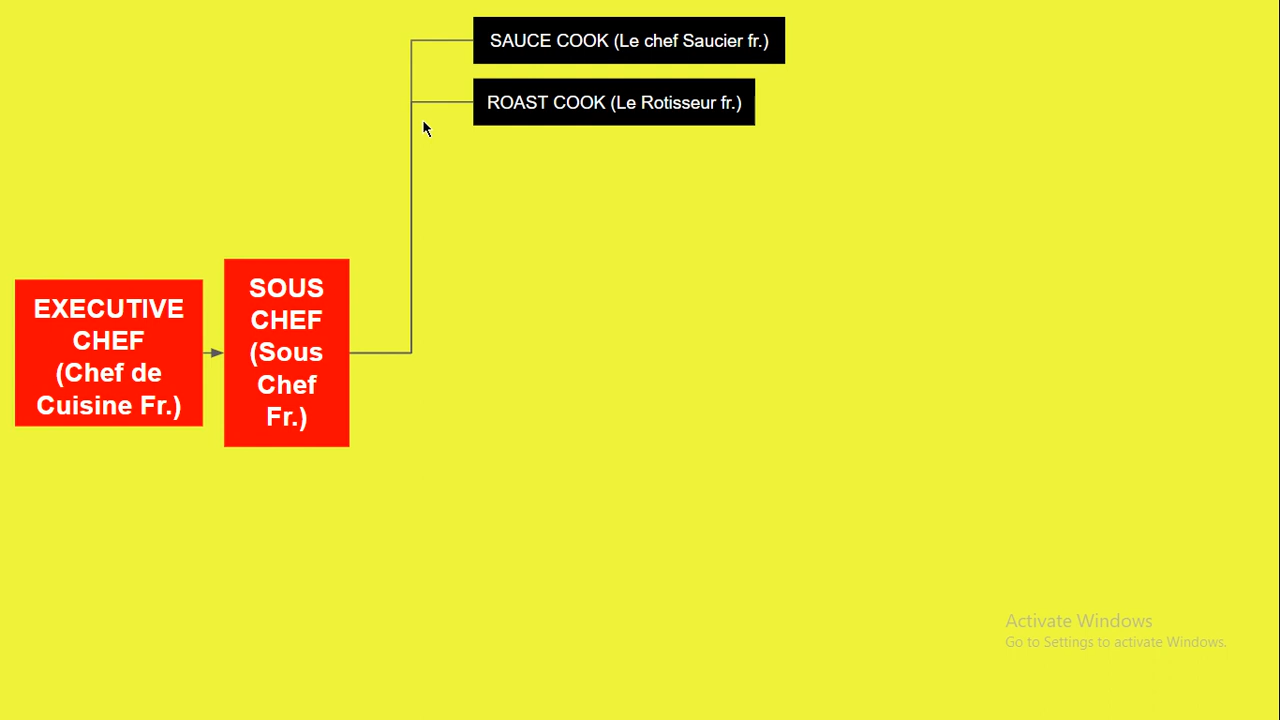 SAUCE COOK (Le chef Saucier fr.)
ROAST COOK (Le Rotisseur fr.)
EXECUTIVE
CHEF
(Chef de
Cuisine Fr.)
SOUS
CHEF
(Sous
Chef
Fr.)
Activate Windows
Go to Settings to activate Windows.